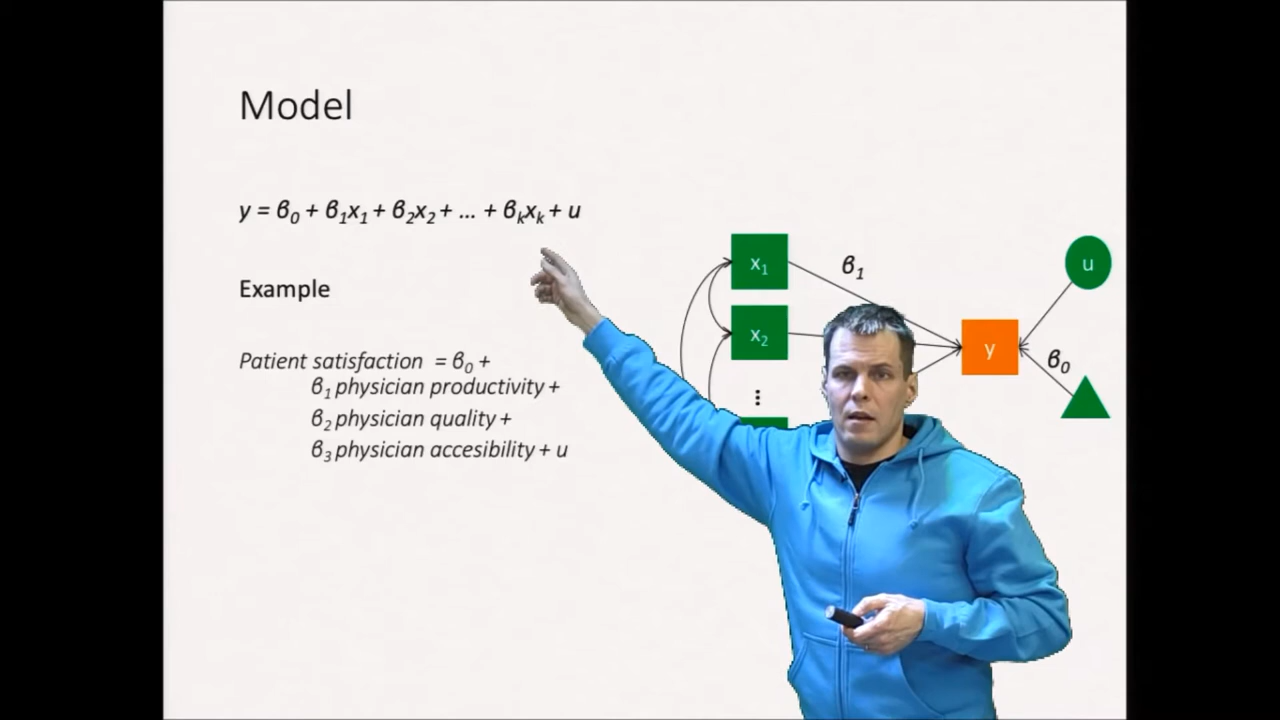 Model
y = β₀ + β₁x₁ + β₂x₂ + ... + βₖxₖ + u
Example
Patient satisfaction = β₀ +
β₁ physician productivity +
β₂ physician quality +
β₃ physician accesibility + u
x₁
β₁
u
x₂
y
β₀
⋮